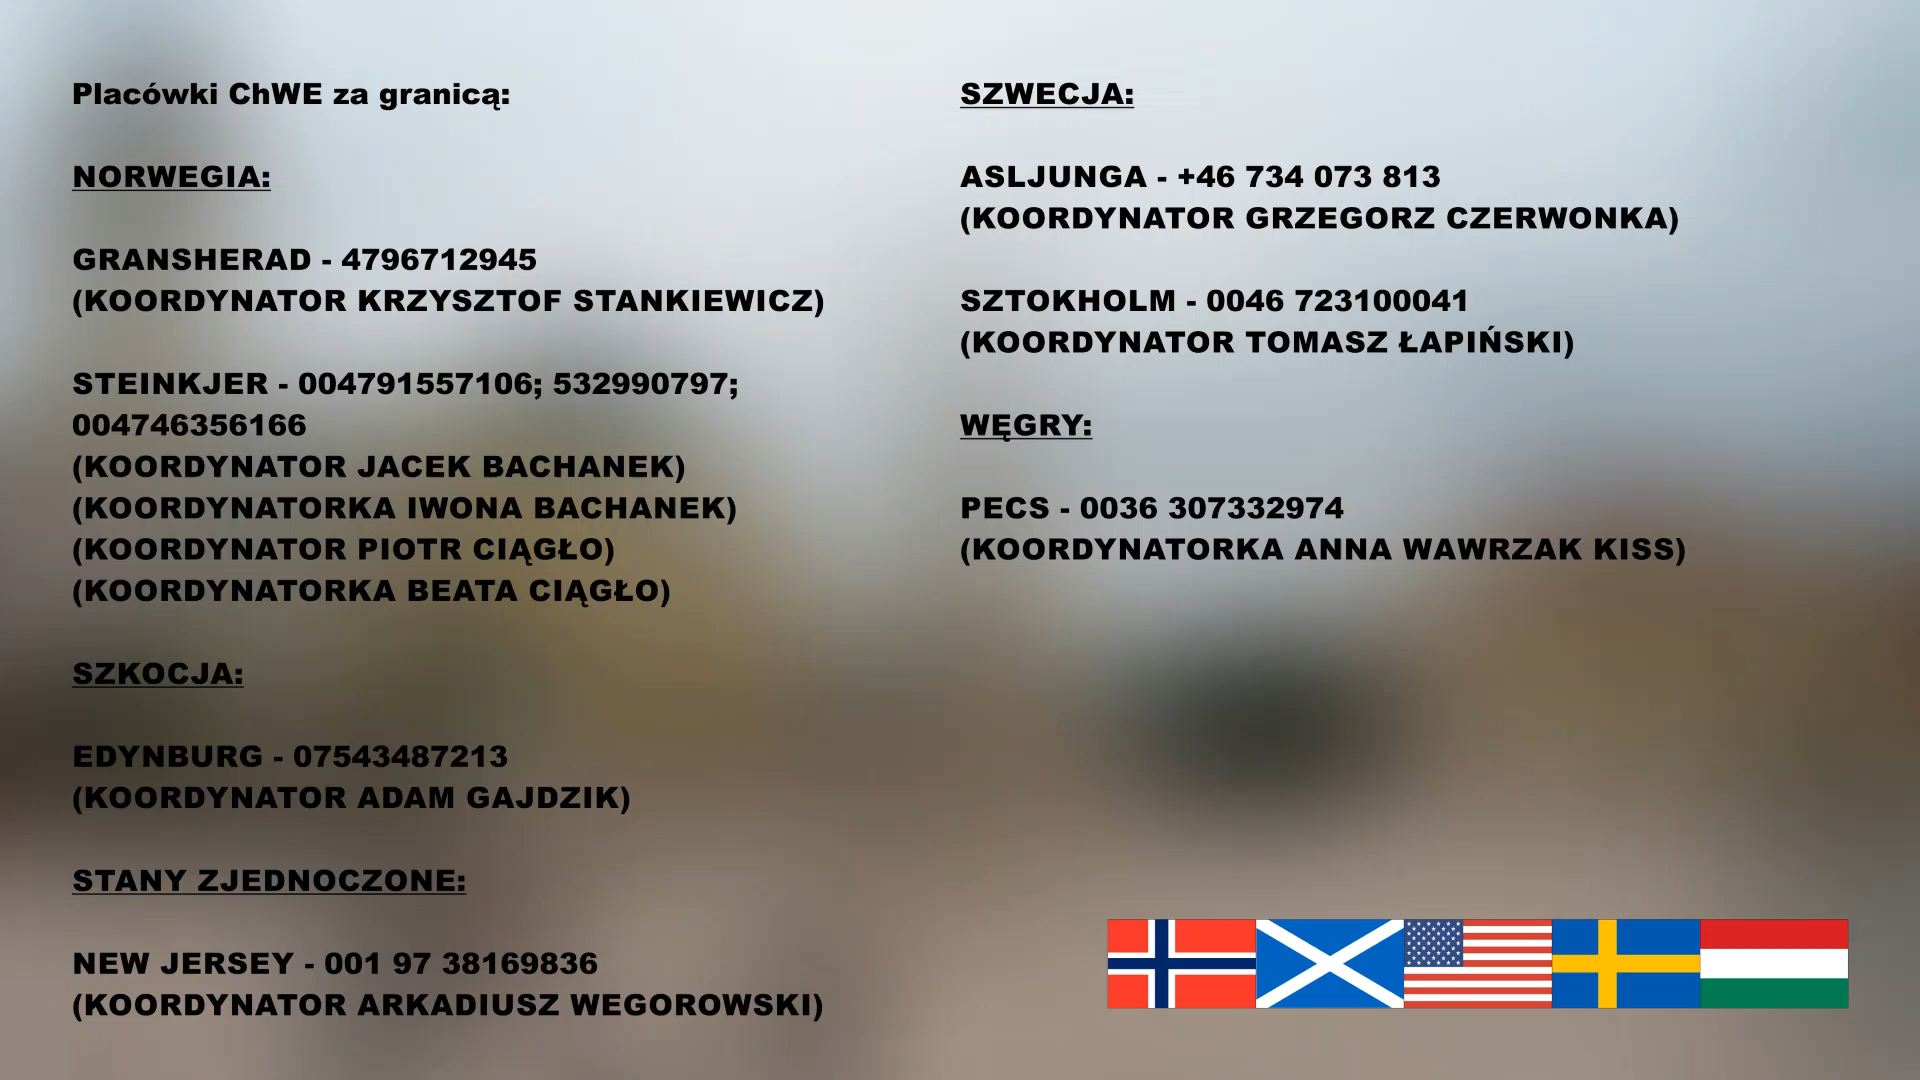 Placówki ChWE za granicą:
NORWEGIA:
GRANSHERAD - 4796712945
(KOORDYNATOR KRZYSZTOF STANKIEWICZ)
STEINKJER - 004791557106; 532990797;
004746356166
(KOORDYNATOR JACEK BACHANEK)
(KOORDYNATORKA IWONA BACHANEK)
(KOORDYNATOR PIOTR CIĄGŁO)
(KOORDYNATORKA BEATA CIĄGŁO)
SZKOCJA:
EDYNBURG - 07543487213
(KOORDYNATOR ADAM GAJDZIK)
STANY ZJEDNOCZONE:
NEW JERSEY - 001 97 38169836
(KOORDYNATOR ARKADIUSZ WEGOROWSKI)
SZWECJA:
ASLJUNGA - +46 734 073 813
(KOORDYNATOR GRZEGORZ CZERWONKA)
SZTOKHOLM - 0046 723100041
(KOORDYNATOR TOMASZ ŁAPIŃSKI)
WĘGRY:
PECS - 0036 307332974
(KOORDYNATORKA ANNA WAWRZAK KISS)